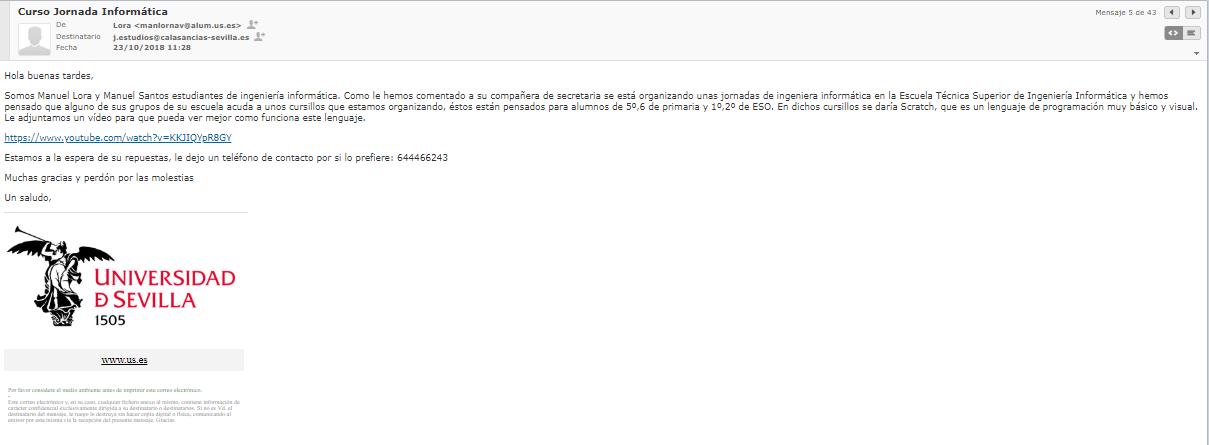 Curso Jornada Informática
Mensaje 5 de 43
De Lora <manlornav@alum.us.es>
Destinatario j.estudios@calasancias-sevilla.es
Fecha 23/10/2018 11:28
Hola buenas tardes,
Somos Manuel Lora y Manuel Santos estudiantes de ingeniería informática. Como le hemos comentado a su compañera de secretaria se está organizando unas jornadas de ingeniera informática en la Escuela Técnica Superior de Ingeniería Informática y hemos
pensado que alguno de sus grupos de su escuela acuda a unos cursillos que estamos organizando, éstos están pensados para alumnos de 5º,6 de primaria y 1º,2º de ESO. En dichos cursillos se daría Scratch, que es un lenguaje de programación muy básico y visual.
Le adjuntamos un vídeo para que pueda ver mejor como funciona este lenguaje.
https://www.youtube.com/watch?v=KKJIQYpR8GY
Estamos a la espera de su repuestas, le dejo un teléfono de contacto por si lo prefiere: 644466243
Muchas gracias y perdón por las molestias
Un saludo,
UNIVERSIDAD
D SEVILLA
1505
www.us.es
Por favor considere el medio ambiente antes de imprimir este correo electrónico.
-
Este correo electrónico y, en su caso, cualquier fichero anexo al mismo, contiene información de
carácter confidencial exclusivamente dirigida a su destinatario o destinatarios. Si no es Vd. el
destinatario del mensaje, le ruego lo destruya sin hacer copia digital o física, comunicando al
emisor por esta misma vía la recepción del presente mensaje. Gracias